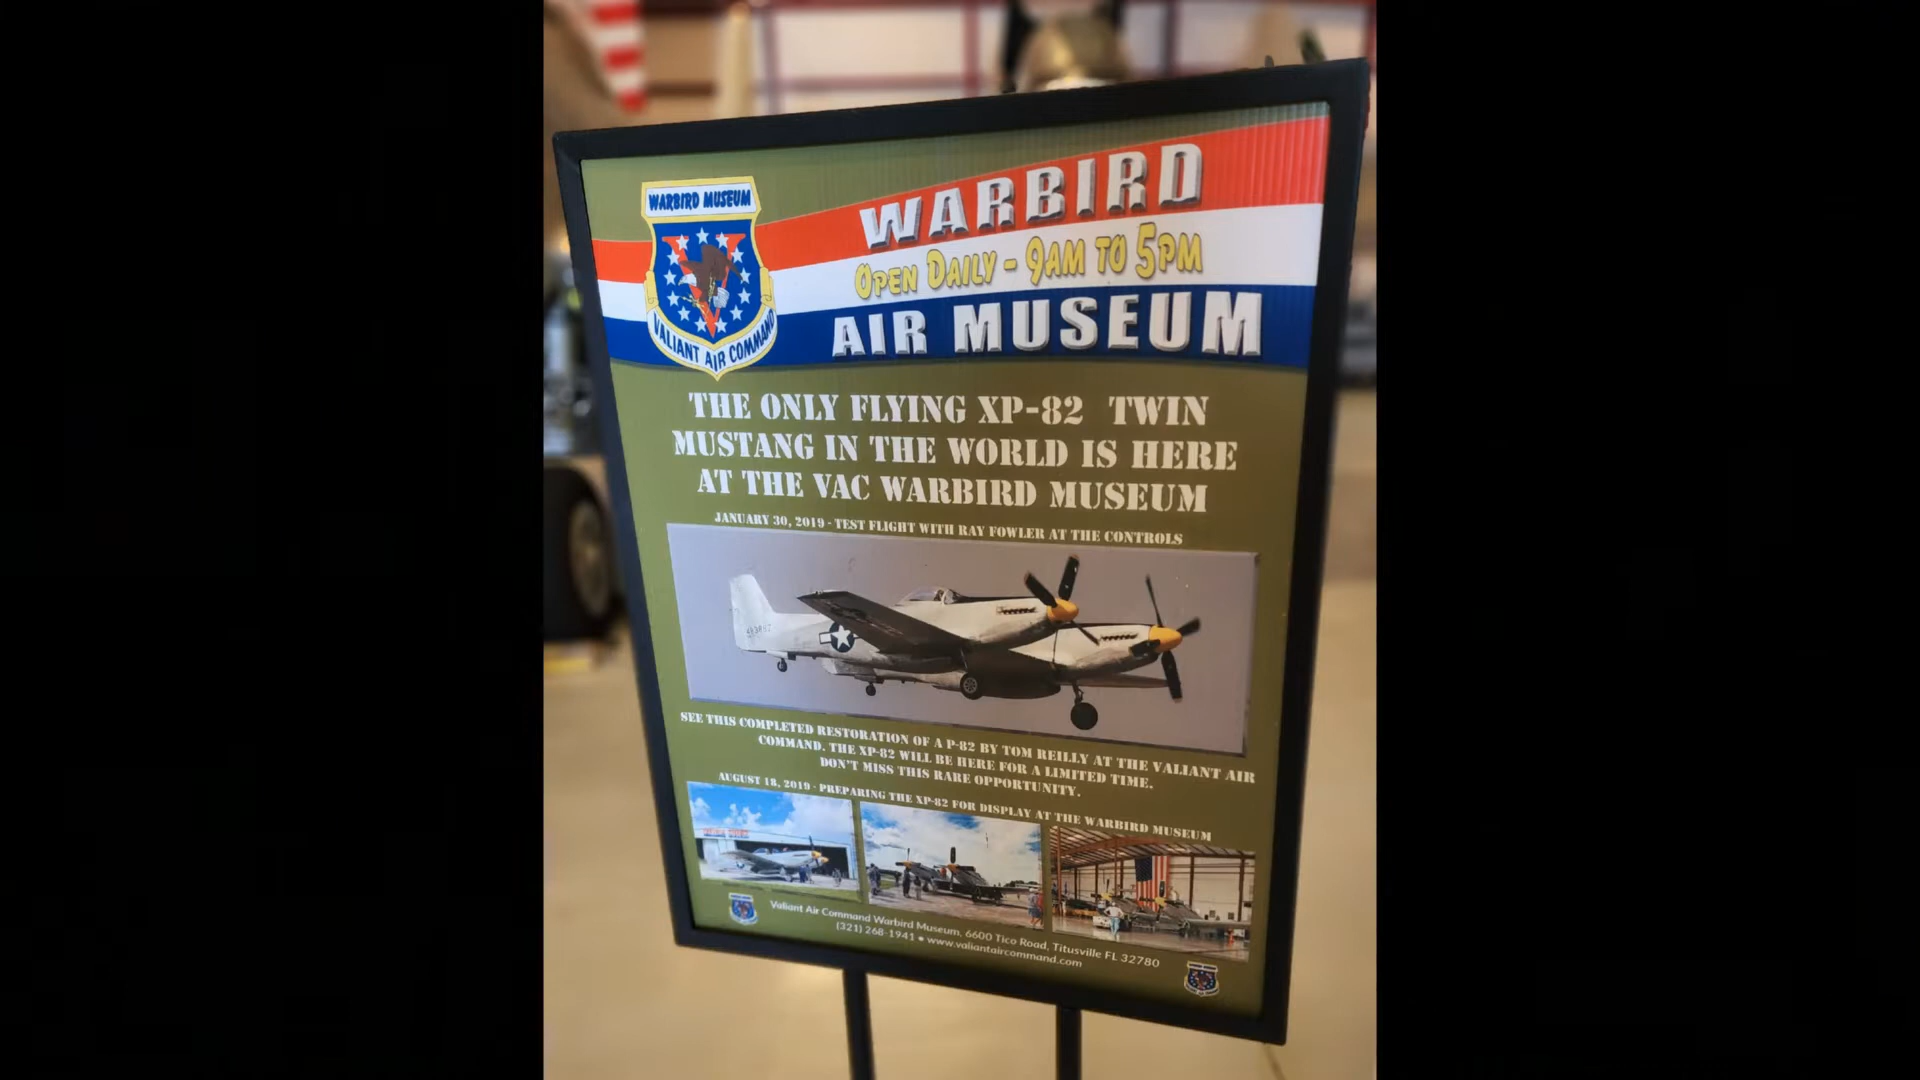 WARBIRD MUSEUM
VALIANT AIR COMMAND
WARBIRD
OPEN DAILY - 9AM TO 5PM
AIR MUSEUM
THE ONLY FLYING XP-82 TWIN
MUSTANG IN THE WORLD IS HERE
AT THE VAC WARBIRD MUSEUM
JANUARY 30, 2019 - TEST FLIGHT WITH RAY FOWLER AT THE CONTROLS
SEE THIS COMPLETED RESTORATION OF A P-82 BY TOM REILLY AT THE VALIANT AIR
COMMAND. THE XP-82 WILL BE HERE FOR A LIMITED TIME.
DON'T MISS THIS RARE OPPORTUNITY.
AUGUST 18, 2019 - PREPARING THE XP-82 FOR DISPLAY AT THE WARBIRD MUSEUM
Valiant Air Command Warbird Museum, 6600 Tico Road, Titusville FL 32780
(321) 268-1941 • www.valiantaircommand.com